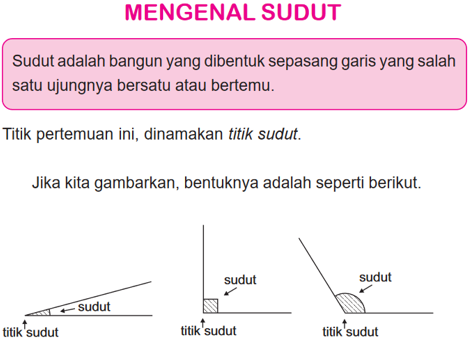 MENGENAL SUDUT
Sudut adalah bangun yang dibentuk sepasang garis yang salah
satu ujungnya bersatu atau bertemu.
Titik pertemuan ini, dinamakan titik sudut.
Jika kita gambarkan, bentuknya adalah seperti berikut.
sudut
titik sudut
sudut
titik sudut
sudut
titik sudut